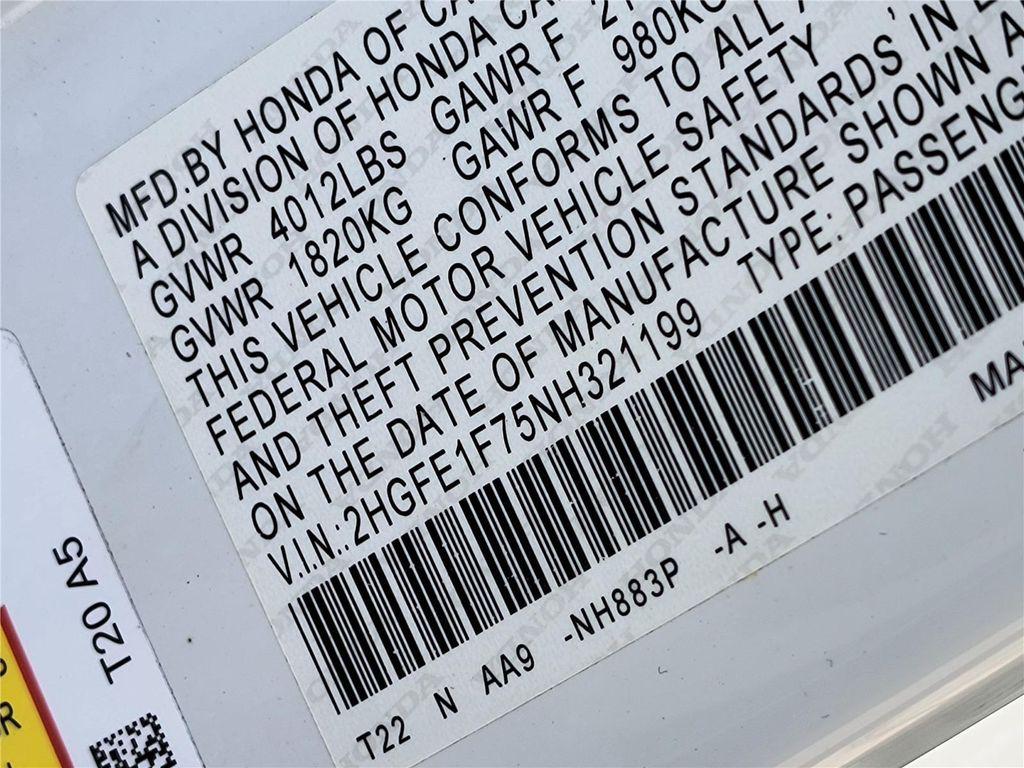 MFD.BY HONDA OF
A DIVISION OF HONDA
GVWR 4012LBS GAWR F
GVWR 1820KG GAWR F 980KG
THIS VEHICLE CONFORMS TO ALL
FEDERAL MOTOR VEHICLE SAFETY
AND THEFT PREVENTION STANDARDS IN
ON THE DATE OF MANUFACTURE SHOWN
V.I.N.:2HGFE1F75NH321199 TYPE: PASSENG
T22 N AA9 -NH883P -A -H
T20 A5